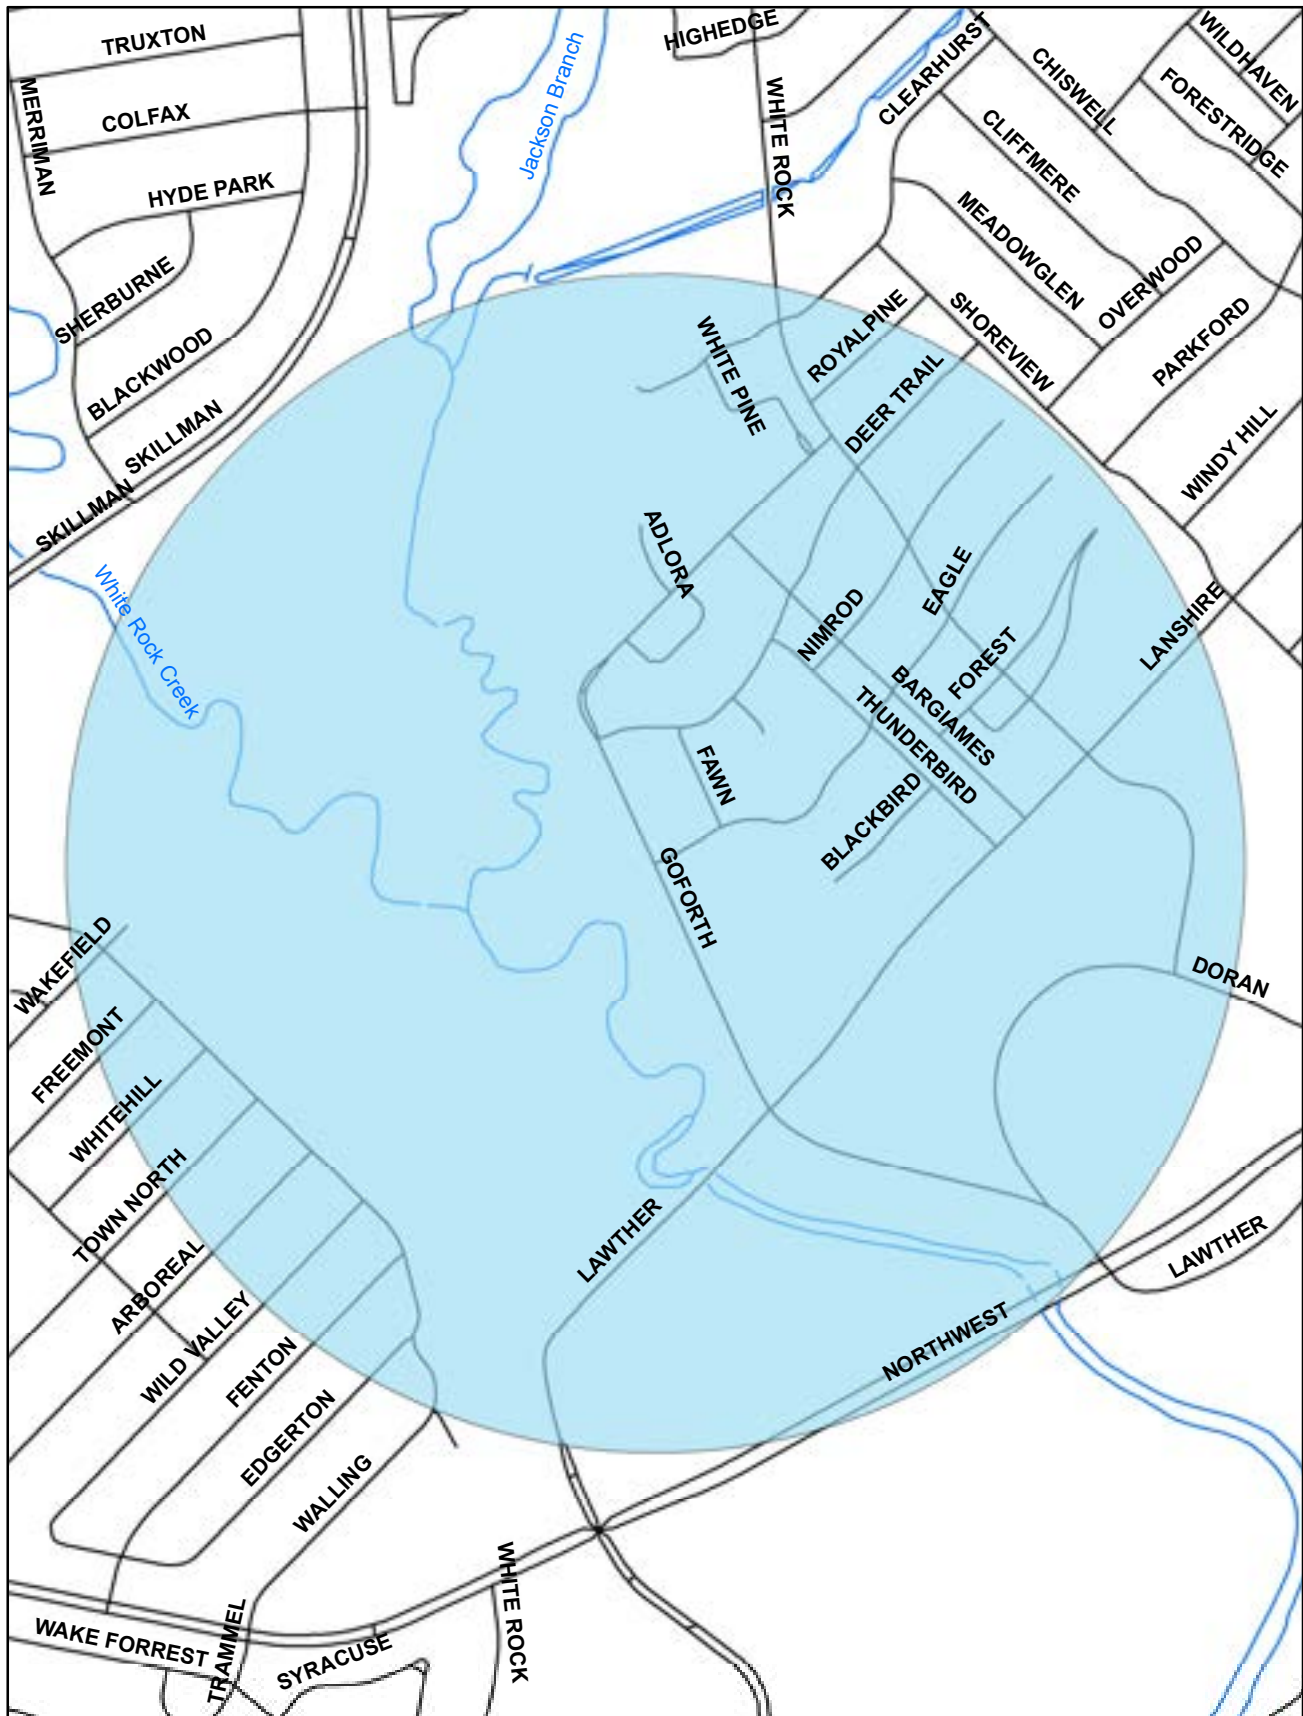 TRUXTON
HIGHEDGE
WILDHAVEN
MERRIMAN
COLFAX
Jackson Branch
WHITE ROCK
CLEARHURST
CHISWELL
FORESTRIDGE
HYDE PARK
CLIFFMERE
MEADOWGLEN
OVERWOOD
SHERBURNE
BLACKWOOD
WHITE PINE
ROYALPINE
SHOREVIEW
PARKFORD
SKILLMAN
DEER TRAIL
WINDY HILL
SKILLMAN
ADLORA
White Rock Creek
NIMROD
EAGLE
FOREST
LANSHIRE
BARGIAMES
THUNDERBIRD
FAWN
BLACKBIRD
GOFORTH
WAKEFIELD
DORAN
FREEMONT
WHITEHILL
TOWN NORTH
LAWTHER
LAWTHER
ARBOREAL
WILD VALLEY
FENTON
NORTHWEST
EDGERTON
WALLING
WHITE ROCK
WAKE FORREST
TRAMMEL
SYRACUSE